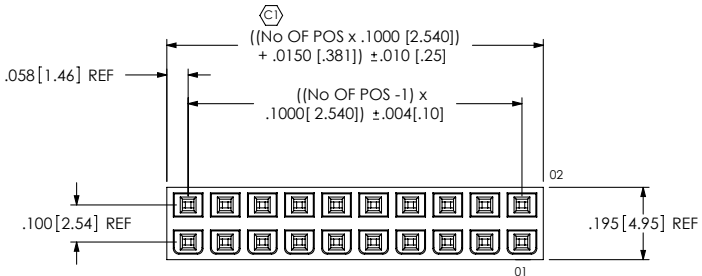 C1
((No OF POS x .1000 [2.540])
+ .0150 [.381]) ±.010 [.25]
.058[1.46] REF
((No OF POS -1) x
.1000[ 2.540]) ±.004[.10]
02
.100[2.54] REF
.195[4.95] REF
01